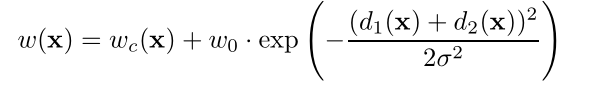 w(x) = w_c(x) + w_0 · exp(−(d_1(x) + d_2(x))^2 / 2σ^2)